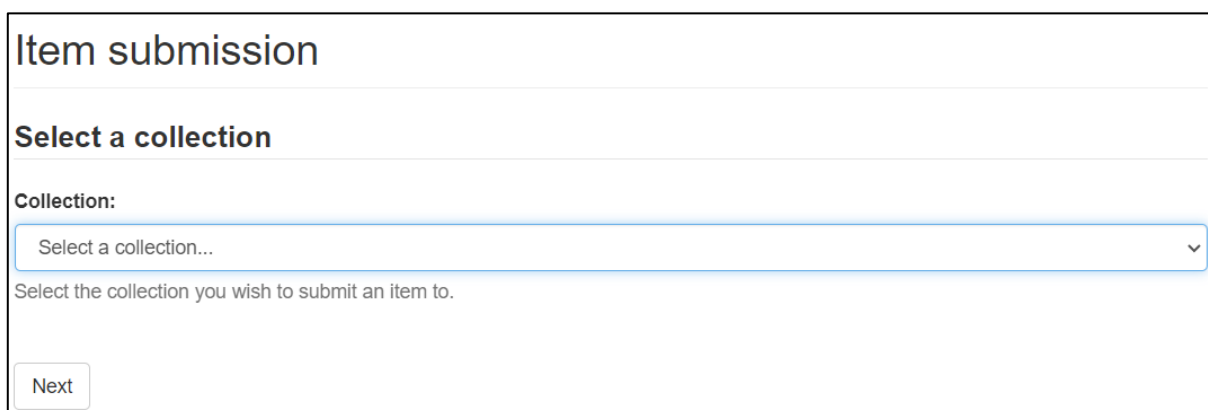 Item submission
Select a collection
Collection:
Select a collection...
Select the collection you wish to submit an item to.
Next